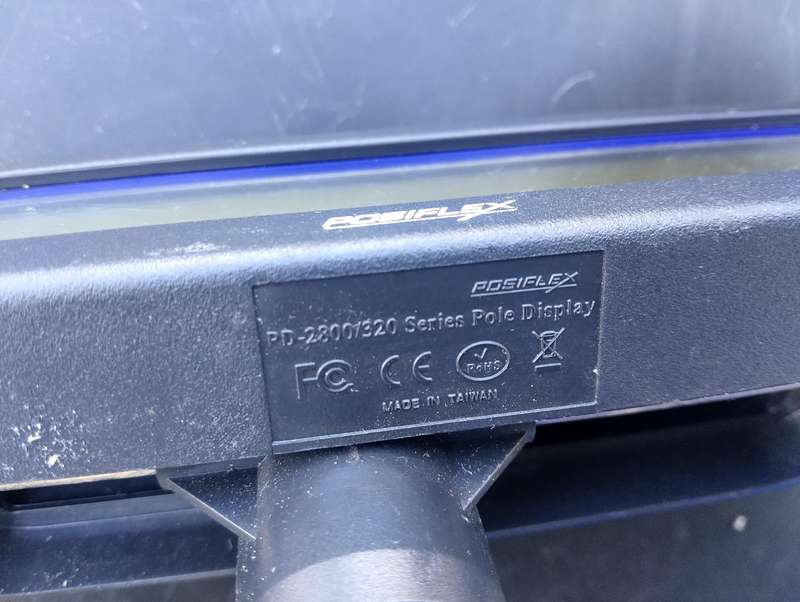 POSIFLEX
POSIFLEX
PD-2800/320 Series Pole Display
FC CE RoHS
MADE IN TAIWAN